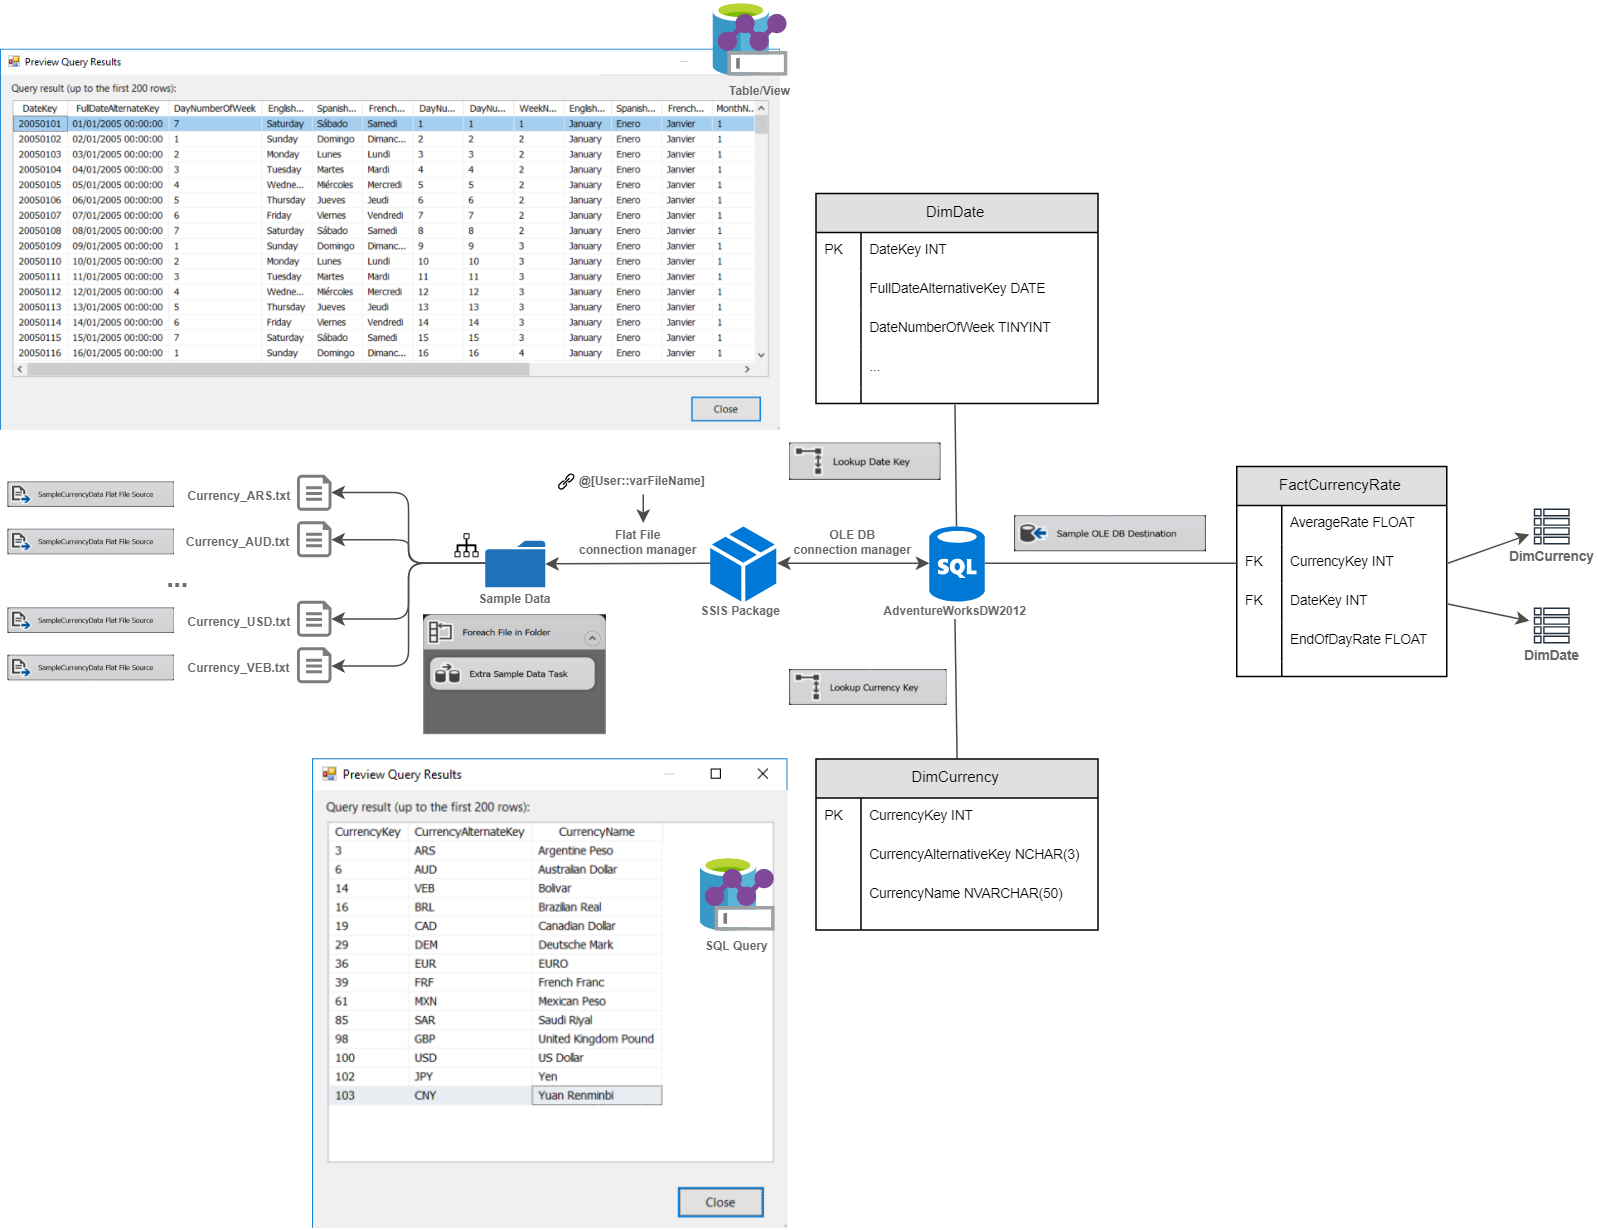 Table/View
Preview Query Results
Query result (up to the first 200 rows):
DateKey FullDateAlternateKey DayNumberOfWeek English... Spanish... French... DayNu... DayNu... WeekN... English... Spanish... French... MonthN...
20050101 01/01/2005 00:00:00 7 Saturday Sábado Samedi 1 1 1 January Enero Janvier 1
20050102 02/01/2005 00:00:00 1 Sunday Domingo Dimanc... 2 2 2 January Enero Janvier 1
20050103 03/01/2005 00:00:00 2 Monday Lunes Lundi 3 3 2 January Enero Janvier 1
20050104 04/01/2005 00:00:00 3 Tuesday Martes Mardi 4 4 2 January Enero Janvier 1
20050105 05/01/2005 00:00:00 4 Wedne... Miércoles Mercredi 5 5 2 January Enero Janvier 1
20050106 06/01/2005 00:00:00 5 Thursday Jueves Jeudi 6 6 2 January Enero Janvier 1
20050107 07/01/2005 00:00:00 6 Friday Viernes Vendredi 7 7 2 January Enero Janvier 1
20050108 08/01/2005 00:00:00 7 Saturday Sábado Samedi 8 8 2 January Enero Janvier 1
20050109 09/01/2005 00:00:00 1 Sunday Domingo Dimanc... 9 9 3 January Enero Janvier 1
20050110 10/01/2005 00:00:00 2 Monday Lunes Lundi 10 10 3 January Enero Janvier 1
20050111 11/01/2005 00:00:00 3 Tuesday Martes Mardi 11 11 3 January Enero Janvier 1
20050112 12/01/2005 00:00:00 4 Wedne... Miércoles Mercredi 12 12 3 January Enero Janvier 1
20050113 13/01/2005 00:00:00 5 Thursday Jueves Jeudi 13 13 3 January Enero Janvier 1
20050114 14/01/2005 00:00:00 6 Friday Viernes Vendredi 14 14 3 January Enero Janvier 1
20050115 15/01/2005 00:00:00 7 Saturday Sábado Samedi 15 15 3 January Enero Janvier 1
20050116 16/01/2005 00:00:00 1 Sunday Domingo Dimanc... 16 16 4 January Enero Janvier 1
Close
DimDate
PK DateKey INT
FullDateAlternativeKey DATE
DateNumberOfWeek TINYINT
...
Lookup Date Key
SampleCurrencyData Flat File Source
Currency_ARS.txt
SampleCurrencyData Flat File Source
Currency_AUD.txt
...
SampleCurrencyData Flat File Source
Currency_USD.txt
SampleCurrencyData Flat File Source
Currency_VEB.txt
Sample Data
Foreach File in Folder
Extra Sample Data Task
@[User::varFileName]
Flat File
connection manager
SSIS Package
OLE DB
connection manager
SQL
AdventureWorksDW2012
Sample OLE DB Destination
Lookup Currency Key
FactCurrencyRate
AverageRate FLOAT
FK CurrencyKey INT
FK DateKey INT
EndOfDayRate FLOAT
DimCurrency
DimDate
DimCurrency
PK CurrencyKey INT
CurrencyAlternativeKey NCHAR(3)
CurrencyName NVARCHAR(50)
Preview Query Results
Query result (up to the first 200 rows):
CurrencyKey CurrencyAlternateKey CurrencyName
3 ARS Argentine Peso
6 AUD Australian Dollar
14 VEB Bolivar
16 BRL Brazilian Real
19 CAD Canadian Dollar
29 DEM Deutsche Mark
36 EUR EURO
39 FRF French Franc
61 MXN Mexican Peso
85 SAR Saudi Riyal
98 GBP United Kingdom Pound
100 USD US Dollar
102 JPY Yen
103 CNY Yuan Renminbi
SQL Query
Close